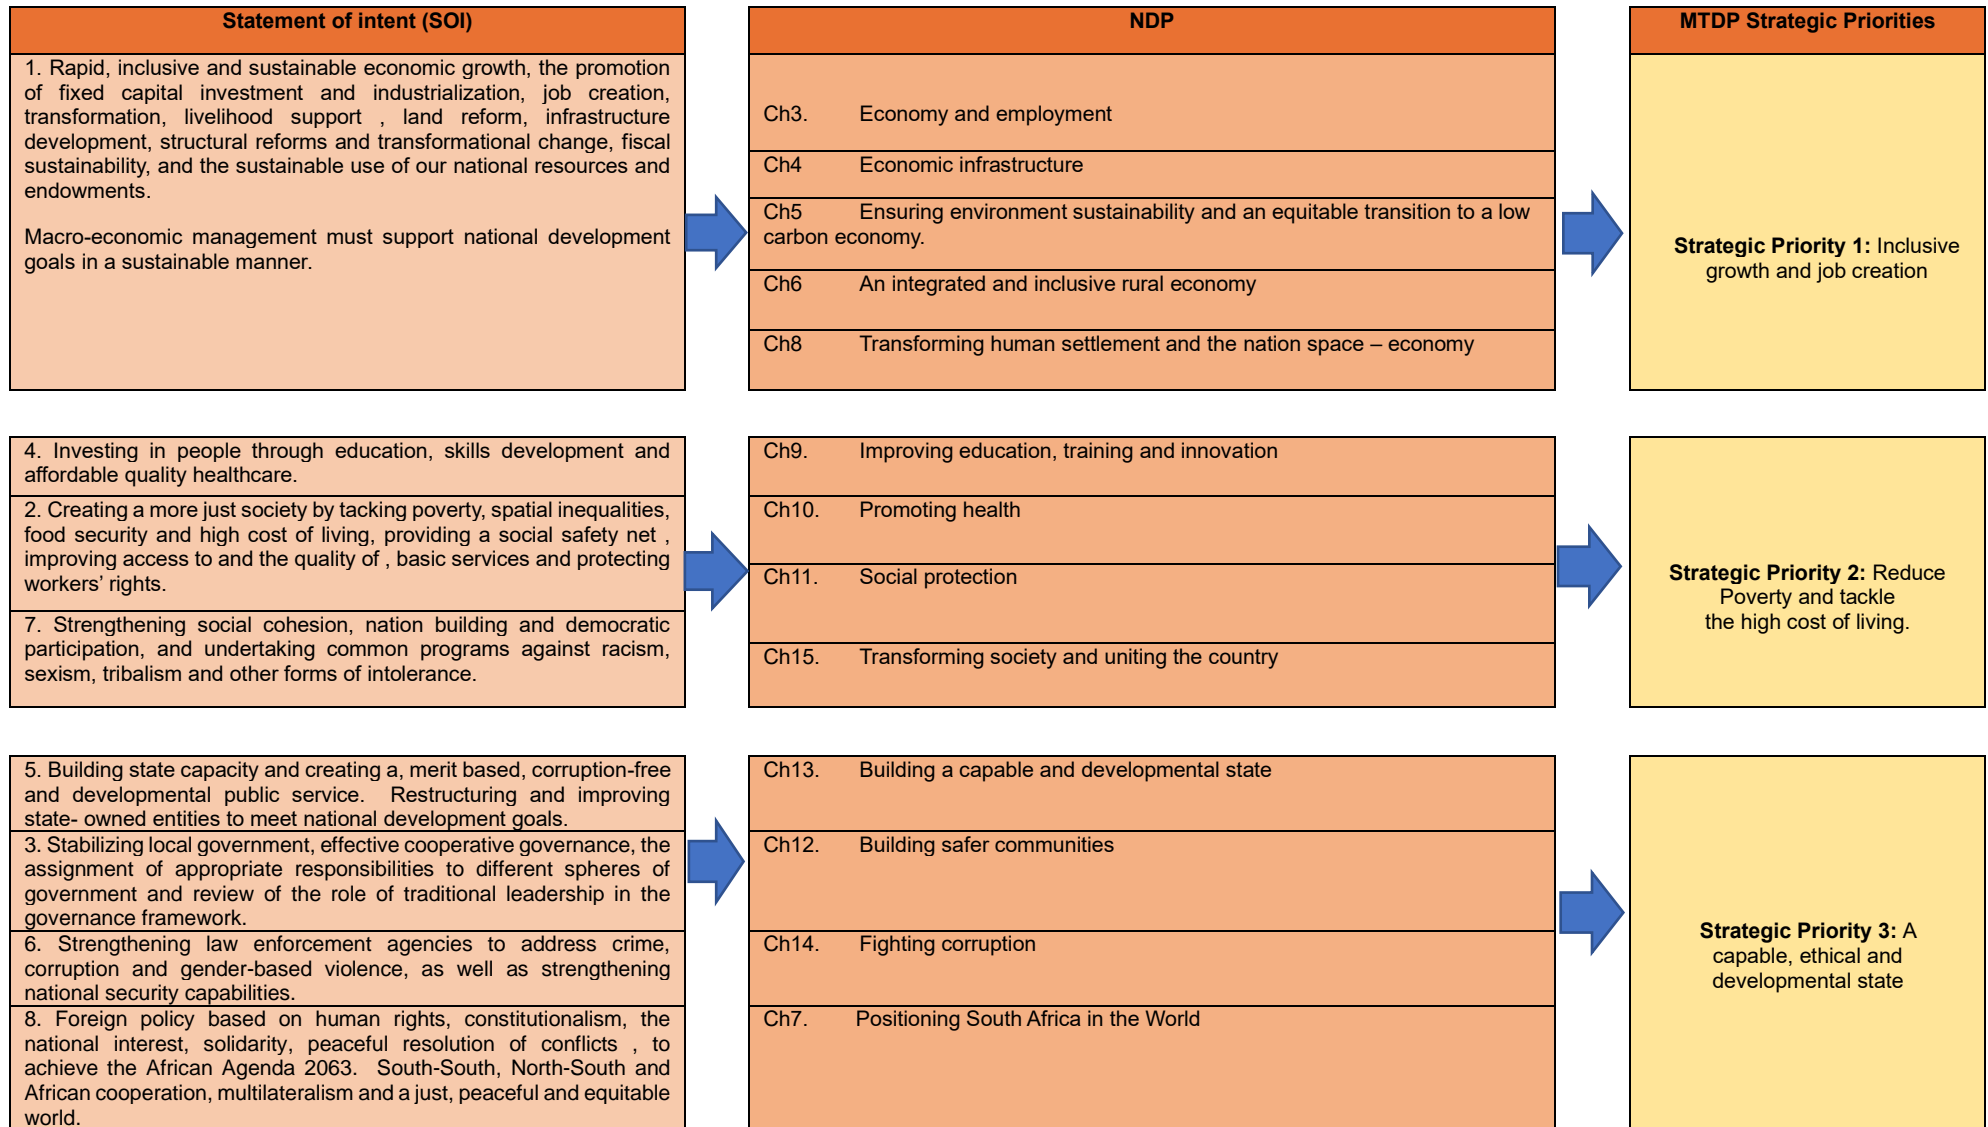 Statement of intent (SOI)
NDP
MTDP Strategic Priorities
1. Rapid, inclusive and sustainable economic growth, the promotion
of fixed capital investment and industrialization, job creation,
transformation, livelihood support , land reform, infrastructure
development, structural reforms and transformational change, fiscal
sustainability, and the sustainable use of our national resources and
endowments.
Macro-economic management must support national development
goals in a sustainable manner.
Ch3. Economy and employment
Ch4 Economic infrastructure
Ch5 Ensuring environment sustainability and an equitable transition to a low
carbon economy.
Ch6 An integrated and inclusive rural economy
Ch8 Transforming human settlement and the nation space – economy
Strategic Priority 1: Inclusive
growth and job creation
4. Investing in people through education, skills development and
affordable quality healthcare.
2. Creating a more just society by tacking poverty, spatial inequalities,
food security and high cost of living, providing a social safety net ,
improving access to and the quality of , basic services and protecting
workers’ rights.
7. Strengthening social cohesion, nation building and democratic
participation, and undertaking common programs against racism,
sexism, tribalism and other forms of intolerance.
Ch9. Improving education, training and innovation
Ch10. Promoting health
Ch11. Social protection
Ch15. Transforming society and uniting the country
Strategic Priority 2: Reduce
Poverty and tackle
the high cost of living.
5. Building state capacity and creating a, merit based, corruption-free
and developmental public service. Restructuring and improving
state- owned entities to meet national development goals.
3. Stabilizing local government, effective cooperative governance, the
assignment of appropriate responsibilities to different spheres of
government and review of the role of traditional leadership in the
governance framework.
6. Strengthening law enforcement agencies to address crime,
corruption and gender-based violence, as well as strengthening
national security capabilities.
8. Foreign policy based on human rights, constitutionalism, the
national interest, solidarity, peaceful resolution of conflicts , to
achieve the African Agenda 2063. South-South, North-South and
African cooperation, multilateralism and a just, peaceful and equitable
world.
Ch13. Building a capable and developmental state
Ch12. Building safer communities
Ch14. Fighting corruption
Ch7. Positioning South Africa in the World
Strategic Priority 3: A
capable, ethical and
developmental state